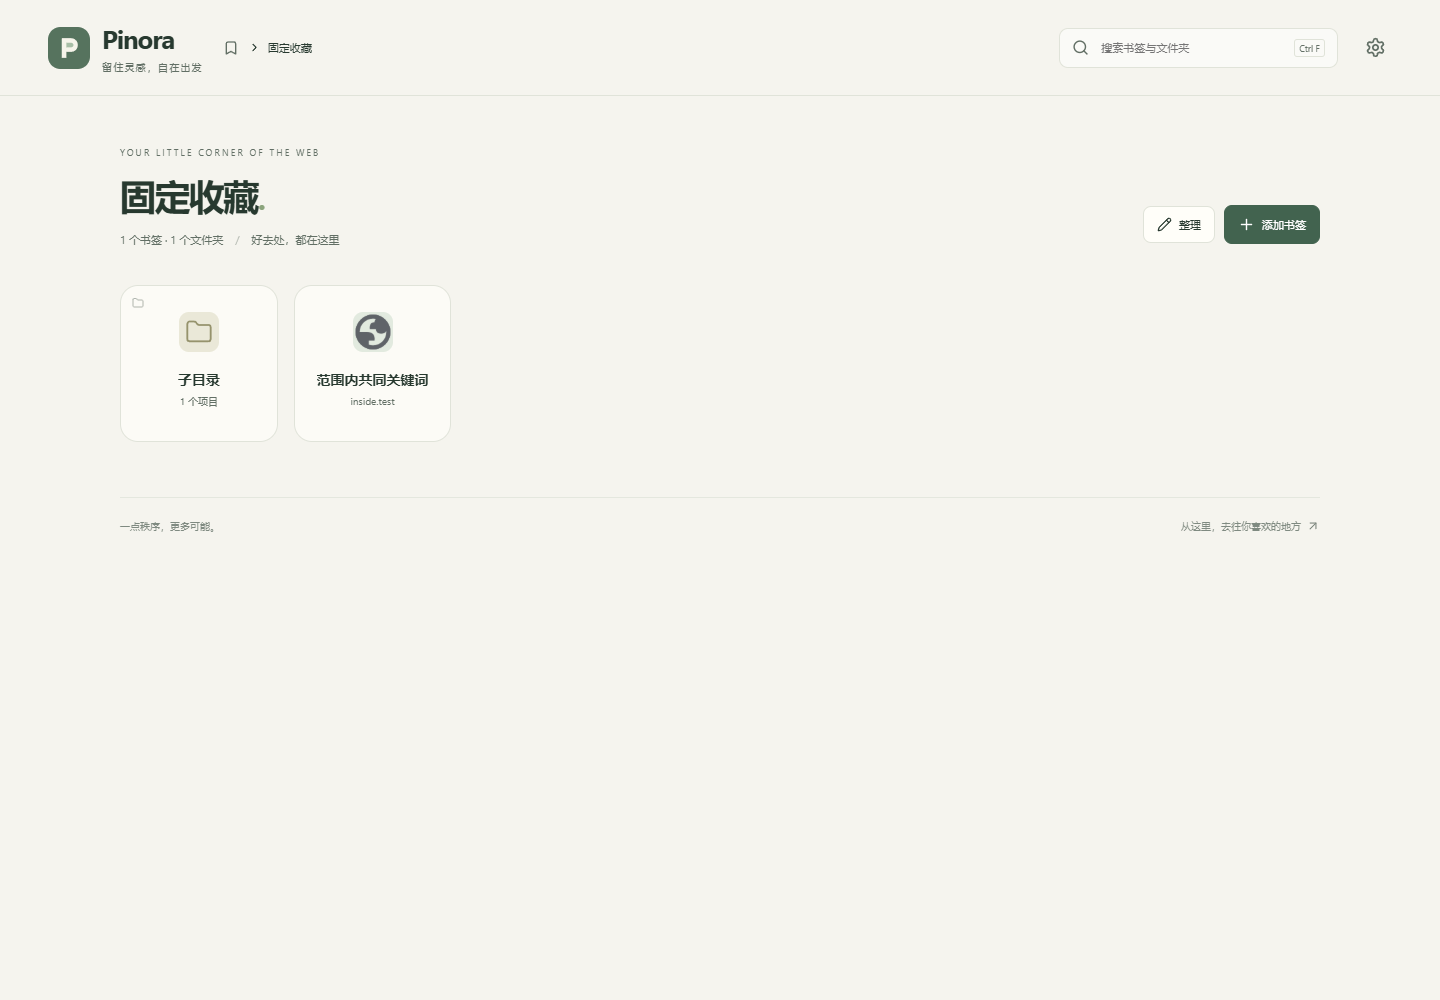 P
Pinora
留住灵感，自在出发
固定收藏
搜索书签与文件夹
Ctrl F
YOUR LITTLE CORNER OF THE WEB
固定收藏.
1 个书签 · 1 个文件夹 / 好去处，都在这里
整理
添加书签
子目录
1 个项目
范围内共同关键词
inside.test
一点秩序，更多可能。
从这里，去往你喜欢的地方